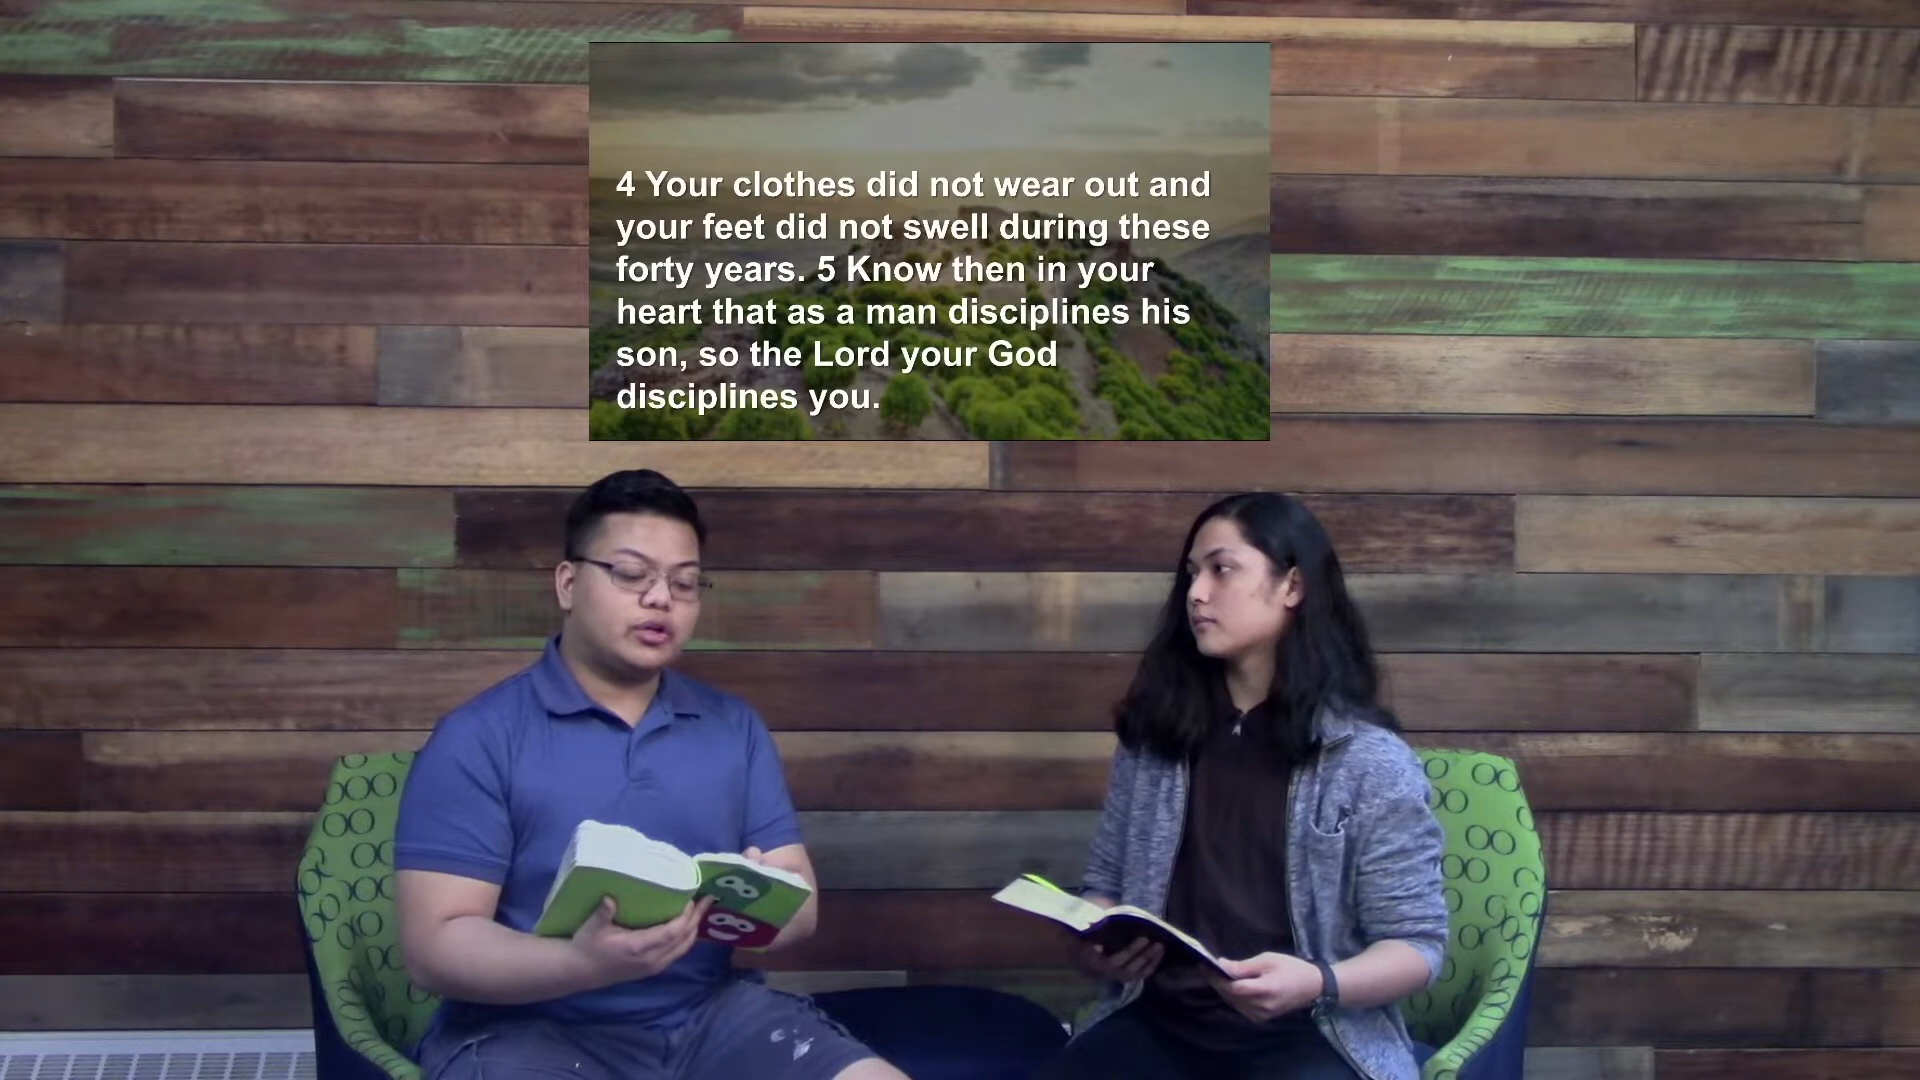 4 Your clothes did not wear out and
your feet did not swell during these
forty years. 5 Know then in your
heart that as a man disciplines his
son, so the Lord your God
disciplines you.